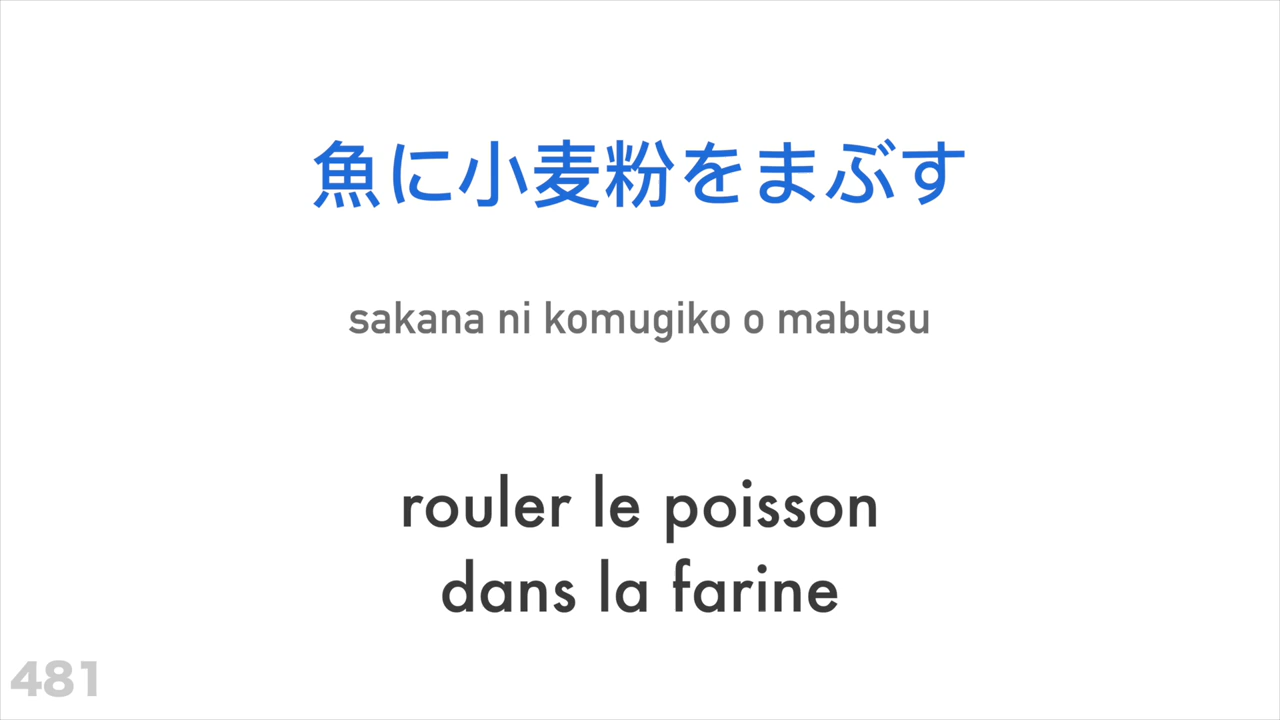 魚に小麦粉をまぶす
sakana ni komugiko o mabusu
rouler le poisson
dans la farine
481